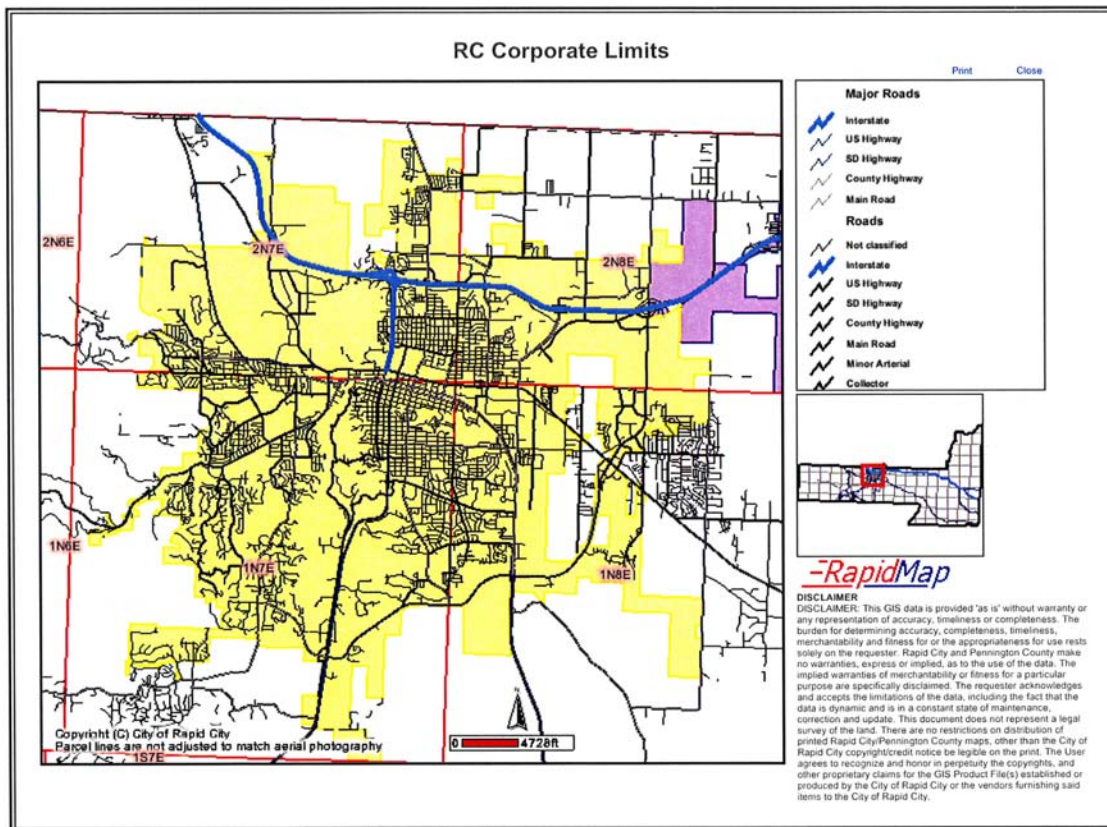 RC Corporate Limits
Print Close
Major Roads
Interstate
US Highway
SD Highway
County Highway
Main Road
Roads
Not classified
Interstate
US Highway
SD Highway
County Highway
Main Road
Minor Arterial
Collector
2N6E
2N7E
2N8E
1N6E
1N7E
1N8E
1S7E
Copyright (C) City of Rapid City
Parcel lines are not adjusted to match aerial photography
0 4728ft
RapidMap
DISCLAIMER
DISCLAIMER: This GIS data is provided 'as is' without warranty or
any representation of accuracy, timeliness or completeness. The
burden for determining accuracy, completeness, timeliness,
merchantability and fitness for or the appropriateness for use rests
solely on the requester. Rapid City and Pennington County make
no warranties, express or implied, as to the use of the data. The
implied warranties of merchantability or fitness for a particular
purpose are specifically disclaimed. The requester acknowledges
and accepts the limitations of the data, including the fact that the
data is dynamic and is in a constant state of maintenance,
correction and update. This document does not represent a legal
survey of the land. There are no restrictions on distribution of
printed Rapid City/Pennington County maps, other than the City of
Rapid City copyright/credit notice be legible on the print. The User
agrees to recognize and honor in perpetuity the copyrights, and
other proprietary claims for the GIS Product File(s) established or
produced by the City of Rapid City or the vendors furnishing said
items to the City of Rapid City.